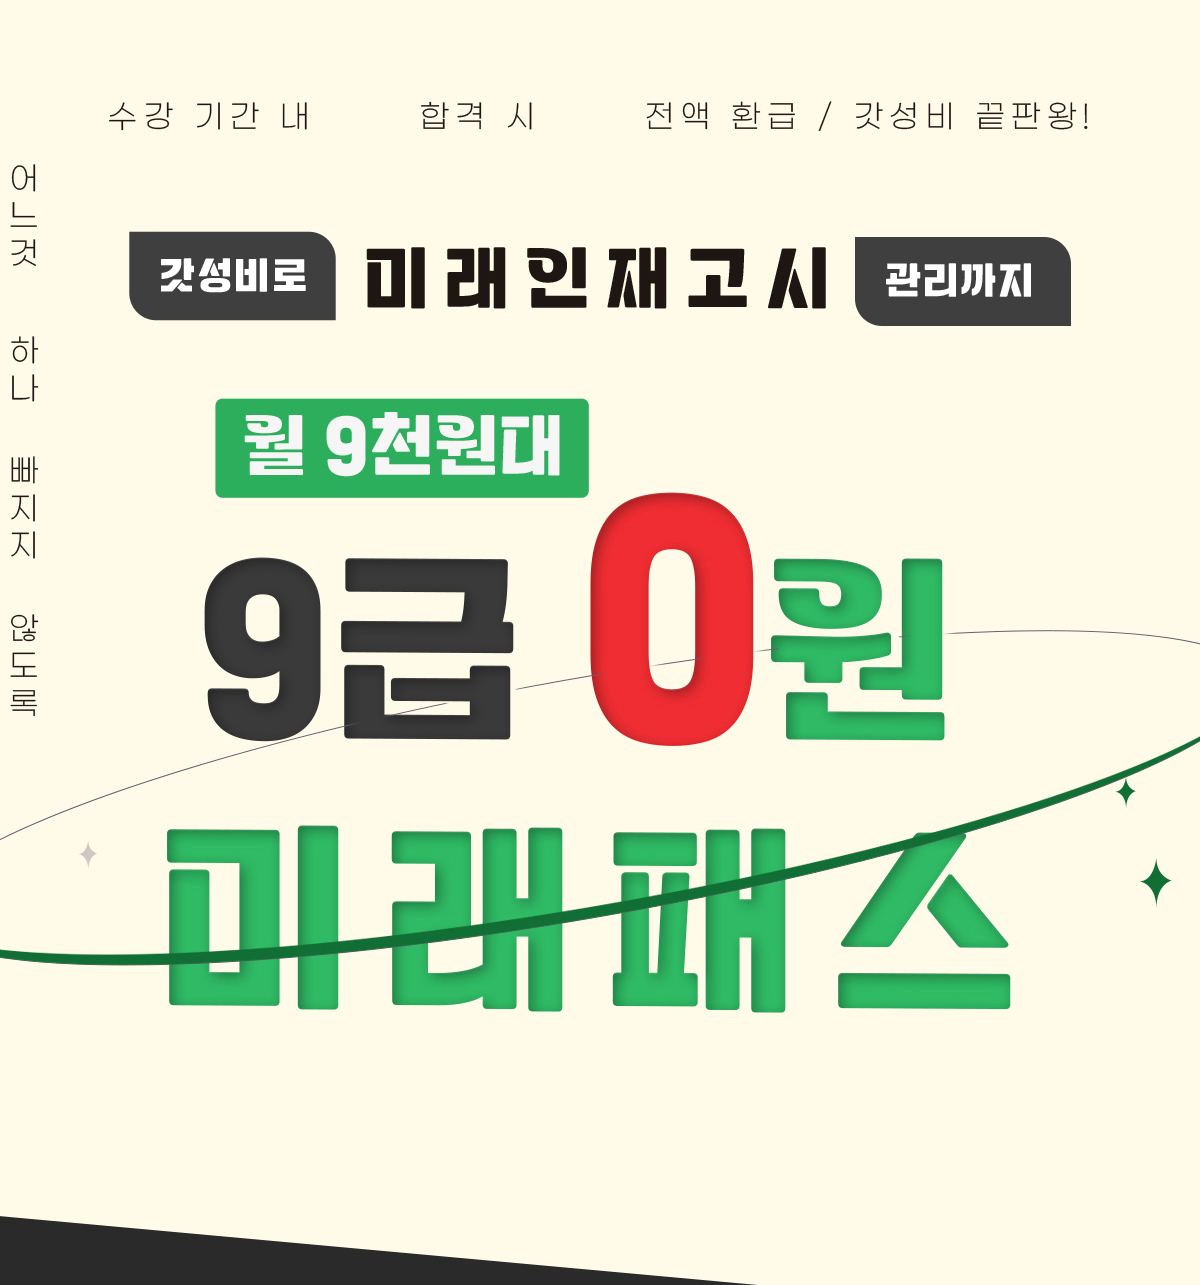 수강 기간 내 합격 시 전액 환급 / 갓성비 끝판왕!
어느것 하나 빠지지 않도록
갓성비로 미래인재고시 관리까지
월 9천원대
9급 0원
미래패스